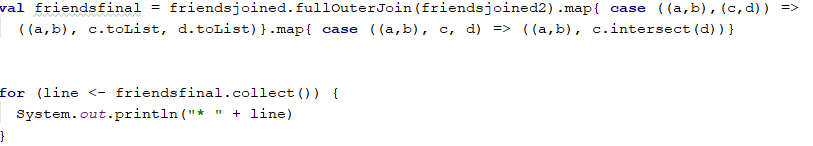 val friendsfinal = friendsjoined.fullOuterJoin(friendsjoined2).map{ case ((a,b),(c,d)) =>
((a,b), c.toList, d.toList)}.map{ case ((a,b), c, d) => ((a,b), c.intersect(d))}
for (line <- friendsfinal.collect()) {
System.out.println("* " + line)
}